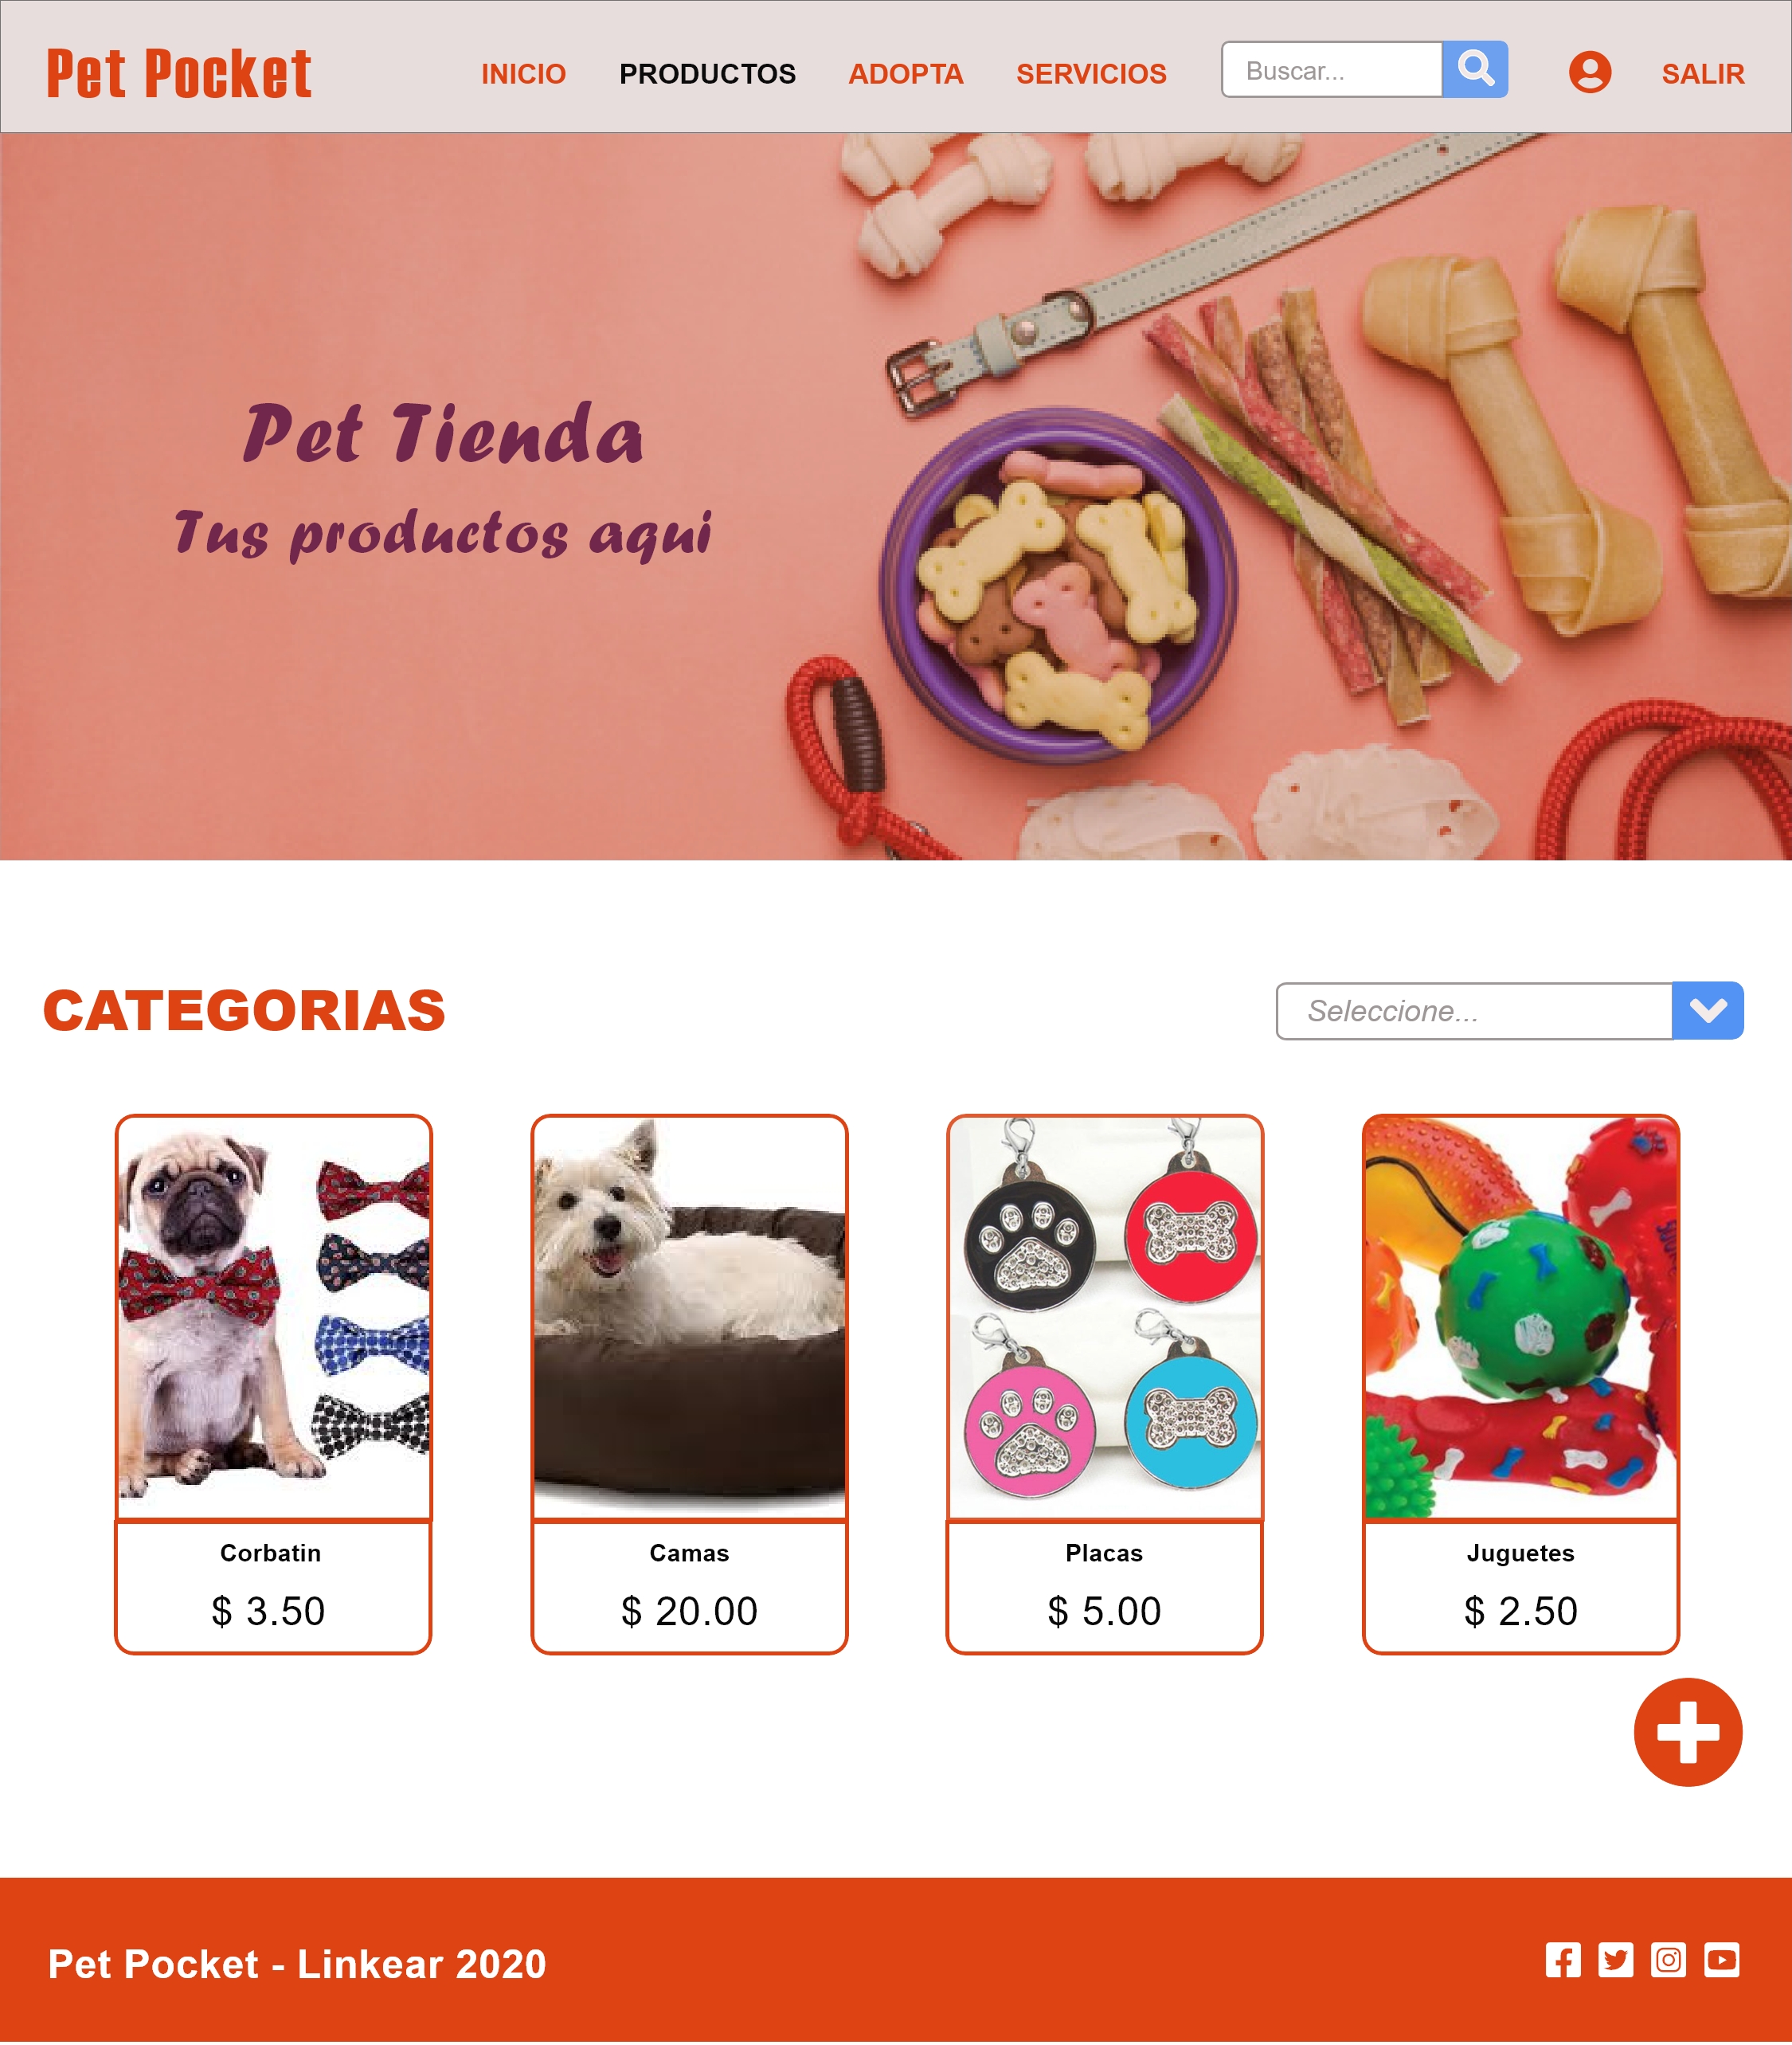 Pet Pocket
INICIO PRODUCTOS ADOPTA SERVICIOS Buscar... SALIR
Pet Tienda
Tus productos aqui
CATEGORIAS
Seleccione...
Corbatin Camas Placas Juguetes
$ 3.50 $ 20.00 $ 5.00 $ 2.50
Pet Pocket - Linkear 2020